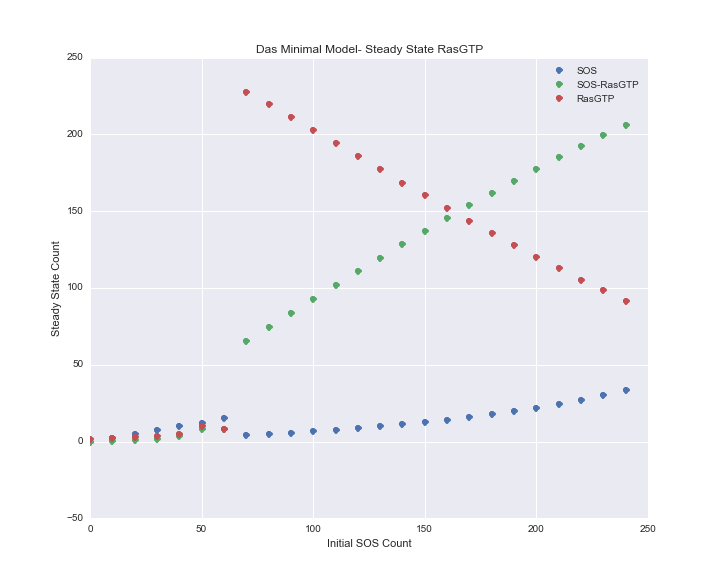 Das Minimal Model- Steady State RasGTP
250
200
150
100
50
0
−50
Steady State Count
SOS
SOS-RasGTP
RasGTP
0 50 100 150 200 250
Initial SOS Count